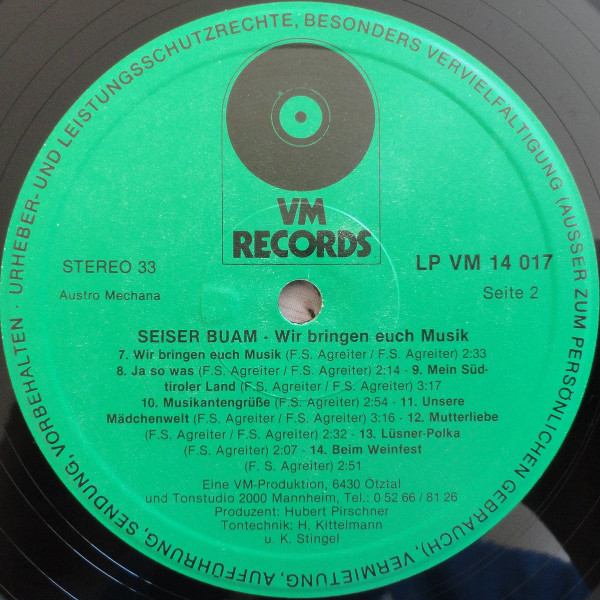 URHEBER- UND LEISTUNGSSCHUTZRECHTE, BESONDERS VERVIELFÄLTIGUNG (AUSSER ZUM PERSÖNLICHEN GEBRAUCH), VERMIETUNG, AUFFÜHRUNG, SENDUNG, VORBEHALTEN ·
VM
RECORDS
STEREO 33
LP VM 14 017
Austro Mechana
Seite 2
SEISER BUAM - Wir bringen euch Musik
7. Wir bringen euch Musik (F.S. Agreiter / F.S. Agreiter) 2:33
8. Ja so was (F.S. Agreiter / F.S. Agreiter) 2:14 - 9. Mein Süd-
tiroler Land (F.S. Agreiter / F.S. Agreiter) 3:17
10. Musikantengrüße (F.S. Agreiter) 2:54 - 11. Unsere
Mädchenwelt (F.S. Agreiter / F.S. Agreiter) 3:16 - 12. Mutterliebe
(F.S. Agreiter / F.S. Agreiter) 2:32 - 13. Lüsner-Polka
(F.S. Agreiter) 2:07 - 14. Beim Weinfest
(F. S. Agreiter) 2:51
Eine VM-Produktion, 6430 Ötztal
und Tonstudio 2000 Mannheim, Tel.: 0 52 66 / 81 26
Produzent: Hubert Pirschner
Tontechnik: H. Kittelmann
u. K. Stingel